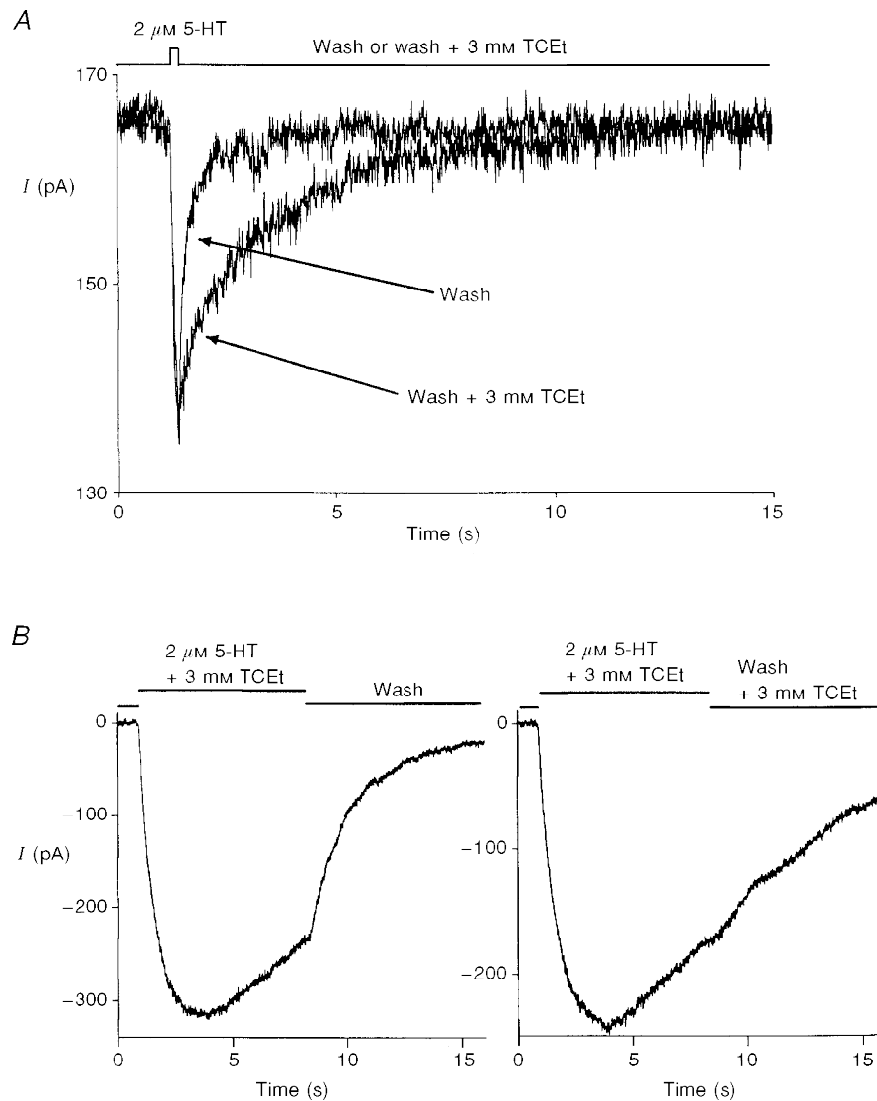 A
2 μM 5-HT
Wash or wash + 3 mM TCEt
170
I (pA)
150
130
Wash
Wash + 3 mM TCEt
0 5 10 15
Time (s)
B
2 μM 5-HT
+ 3 mM TCEt
Wash
0
−100
I (pA)
−200
−300
0 5 10 15
Time (s)
2 μM 5-HT
+ 3 mM TCEt
Wash
+ 3 mM TCEt
0
−100
−200
0 5 10 15
Time (s)